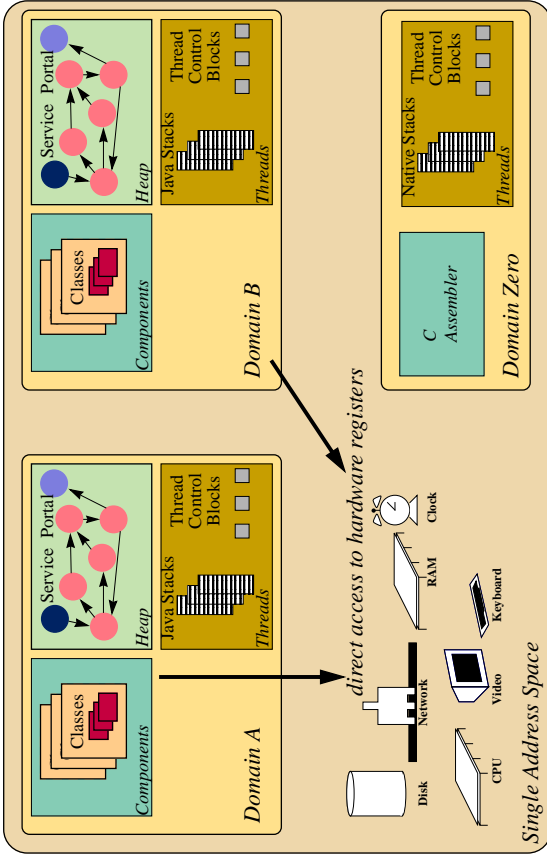 Classes
Components
Service
Portal
Heap
Java Stacks
Thread
Control
Blocks
Threads
Domain A
Classes
Components
Service
Portal
Heap
Java Stacks
Thread
Control
Blocks
Threads
Domain B
direct access to hardware registers
Disk
Network
RAM
Clock
CPU
Video
Keyboard
C
Assembler
Native Stacks
Thread
Control
Blocks
Threads
Domain Zero
Single Address Space